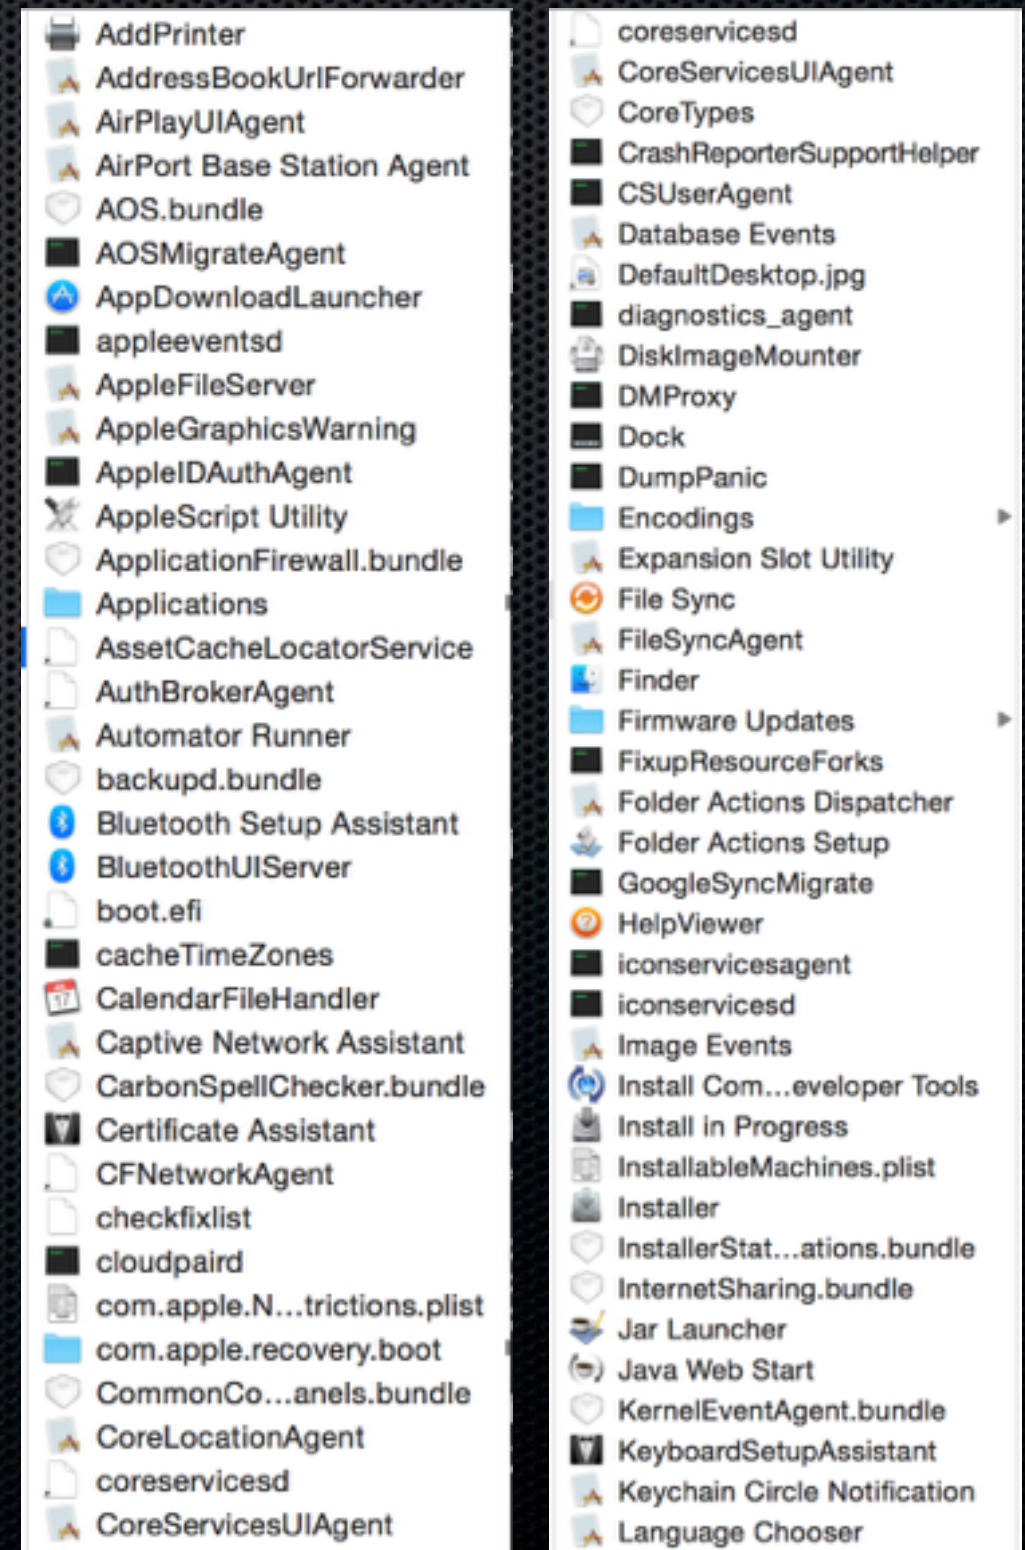 AddPrinter
AddressBookUrlForwarder
AirPlayUIAgent
AirPort Base Station Agent
AOS.bundle
AOSMigrateAgent
AppDownloadLauncher
appleeventsd
AppleFileServer
AppleGraphicsWarning
AppleIDAuthAgent
AppleScript Utility
ApplicationFirewall.bundle
Applications
AssetCacheLocatorService
AuthBrokerAgent
Automator Runner
backupd.bundle
Bluetooth Setup Assistant
BluetoothUIServer
boot.efi
cacheTimeZones
CalendarFileHandler
Captive Network Assistant
CarbonSpellChecker.bundle
Certificate Assistant
CFNetworkAgent
checkfixlist
cloudpaird
com.apple.N...trictions.plist
com.apple.recovery.boot
CommonCo...anels.bundle
CoreLocationAgent
coreservicesd
CoreServicesUIAgent
coreservicesd
CoreServicesUIAgent
CoreTypes
CrashReporterSupportHelper
CSUserAgent
Database Events
DefaultDesktop.jpg
diagnostics_agent
DiskImageMounter
DMProxy
Dock
DumpPanic
Encodings
Expansion Slot Utility
File Sync
FileSyncAgent
Finder
Firmware Updates
FixupResourceForks
Folder Actions Dispatcher
Folder Actions Setup
GoogleSyncMigrate
HelpViewer
iconservicesagent
iconservicesd
Image Events
Install Com...eveloper Tools
Install in Progress
InstallableMachines.plist
Installer
InstallerStat...ations.bundle
InternetSharing.bundle
Jar Launcher
Java Web Start
KernelEventAgent.bundle
KeyboardSetupAssistant
Keychain Circle Notification
Language Chooser